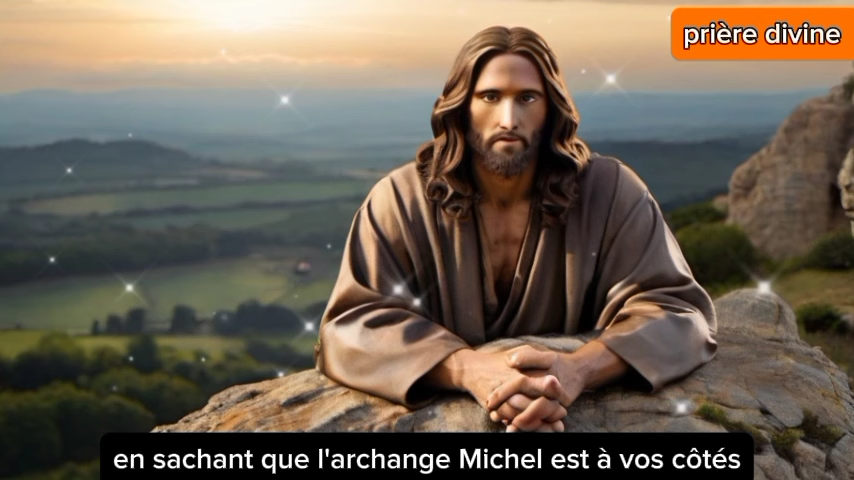 prière divine
en sachant que l'archange Michel est à vos côtés